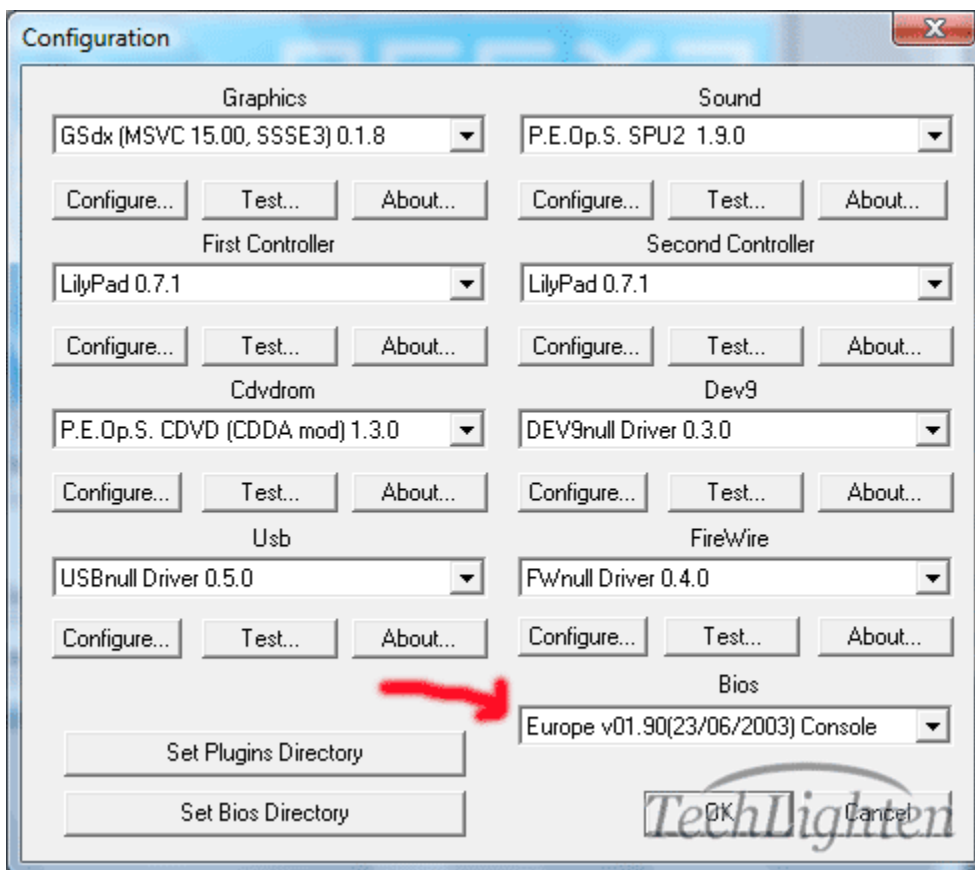 Configuration
Graphics Sound
GSdx (MSVC 15.00, SSSE3) 0.1.8 P.E.Op.S. SPU2 1.9.0
Configure... Test... About... Configure... Test... About...
First Controller Second Controller
LilyPad 0.7.1 LilyPad 0.7.1
Configure... Test... About... Configure... Test... About...
Cdvdrom Dev9
P.E.Op.S. CDVD (CDDA mod) 1.3.0 DEV9null Driver 0.3.0
Configure... Test... About... Configure... Test... About...
Usb FireWire
USBnull Driver 0.5.0 FWnull Driver 0.4.0
Configure... Test... About... Configure... Test... About...
Bios
Europe v01.90(23/06/2003) Console
Set Plugins Directory
Set Bios Directory OK Cancel
TechLighten